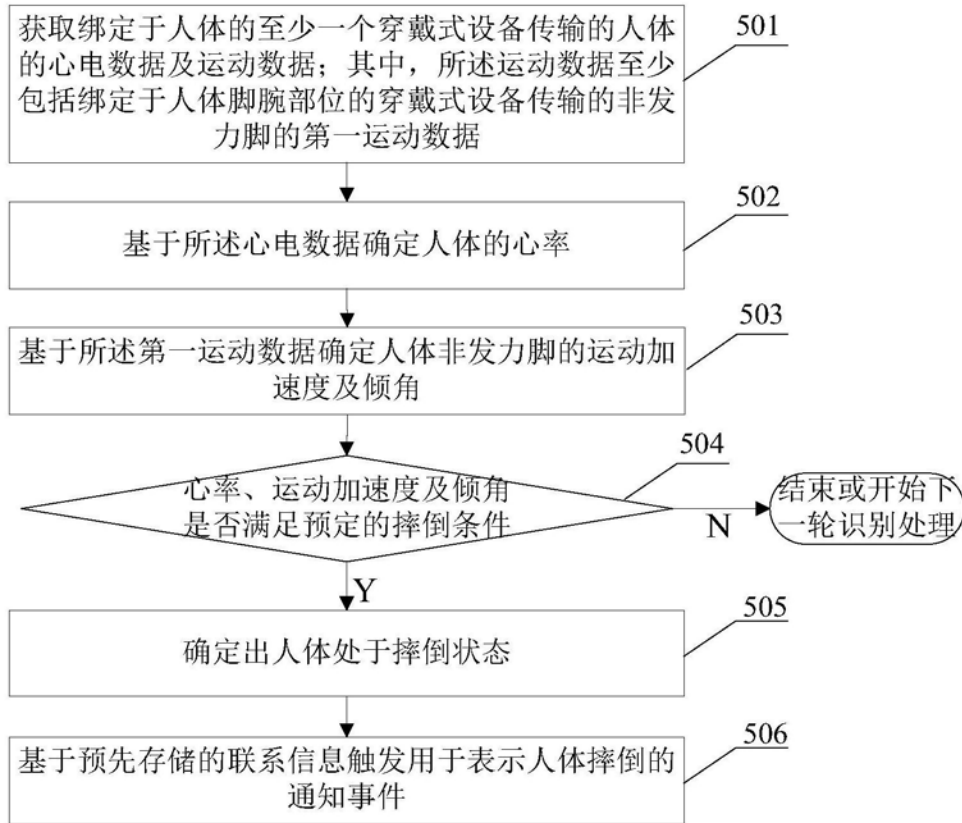 获取绑定于人体的至少一个穿戴式设备传输的人体
的心电数据及运动数据；其中，所述运动数据至少
包括绑定于人体脚腕部位的穿戴式设备传输的非发
力脚的第一运动数据
501
基于所述心电数据确定人体的心率
502
基于所述第一运动数据确定人体非发力脚的运动加
速度及倾角
503
心率、运动加速度及倾角
是否满足预定的摔倒条件
504
N
结束或开始下
一轮识别处理
Y
确定出人体处于摔倒状态
505
基于预先存储的联系信息触发用于表示人体摔倒的
通知事件
506